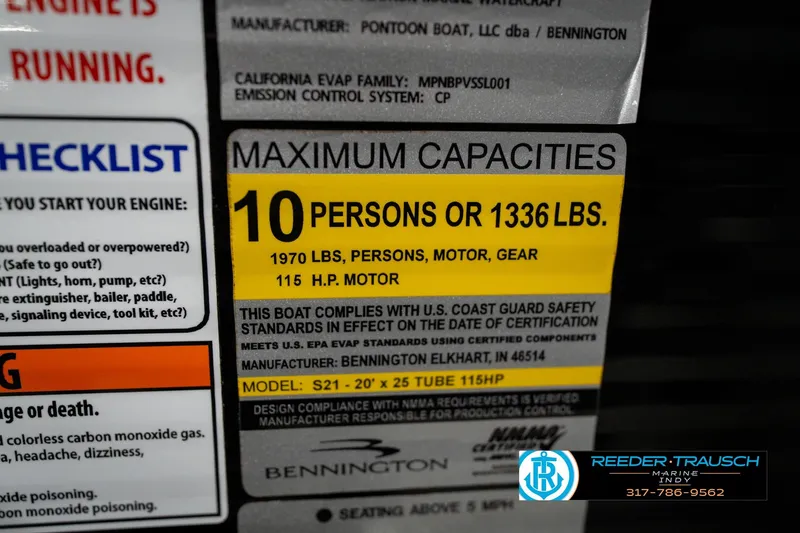 ENGINE IS
RUNNING.
HECKLIST
YOU START YOUR ENGINE:
ou overloaded or overpowered?)
(Safe to go out?)
NT (Lights, horn, pump, etc?)
re extinguisher, bailer, paddle,
e, signaling device, tool kit, etc?)
G
ge or death.
d colorless carbon monoxide gas.
a, headache, dizziness,
xide poisoning.
bon monoxide poisoning.
MARINE WATERCRAFT
MANUFACTURER: PONTOON BOAT, LLC dba / BENNINGTON
CALIFORNIA EVAP FAMILY: MPNBPVSSL001
EMISSION CONTROL SYSTEM: CP
MAXIMUM CAPACITIES
10 PERSONS OR 1336 LBS.
1970 LBS, PERSONS, MOTOR, GEAR
115 H.P. MOTOR
THIS BOAT COMPLIES WITH U.S. COAST GUARD SAFETY
STANDARDS IN EFFECT ON THE DATE OF CERTIFICATION
MEETS U.S. EPA EVAP STANDARDS USING CERTIFIED COMPONENTS
MANUFACTURER: BENNINGTON ELKHART, IN 46514
MODEL: S21 - 20' x 25 TUBE 115HP
DESIGN COMPLIANCE WITH NMMA REQUIREMENTS IS VERIFIED.
MANUFACTURER RESPONSIBLE FOR PRODUCTION CONTROL.
BENNINGTON
NMMA
CERTIFIED
SEATING ABOVE 5 MPH
REEDER·TRAUSCH
MARINE
INDY
317-786-9562